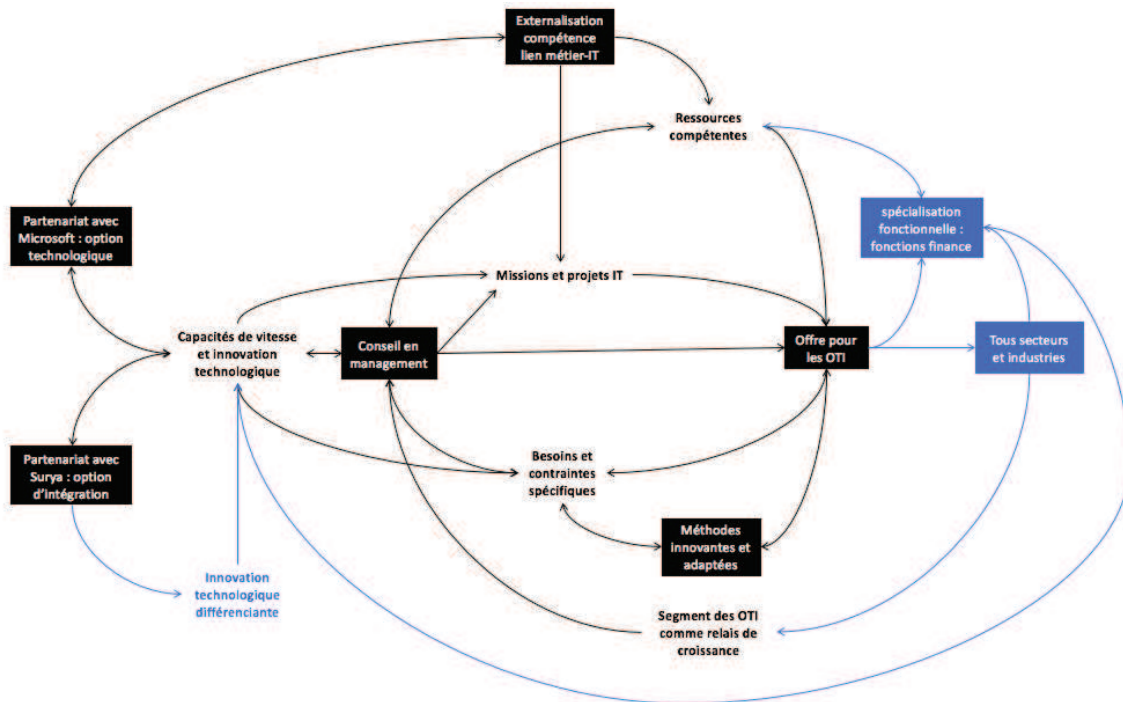 Externalisation
compétence
lien métier-IT
Ressources
compétentes
Partenariat avec
Microsoft : option
technologique
spécialisation
fonctionnelle :
fonctions finance
Missions et projets IT
Capacités de vitesse
et innovation
technologique
Conseil en
management
Offre pour
les OTI
Tous secteurs
et industries
Partenariat avec
Surya : option
d'intégration
Besoins et
contraintes
spécifiques
Méthodes
innovantes et
adaptées
Innovation
technologique
différenciante
Segment des OTI
comme relais de
croissance